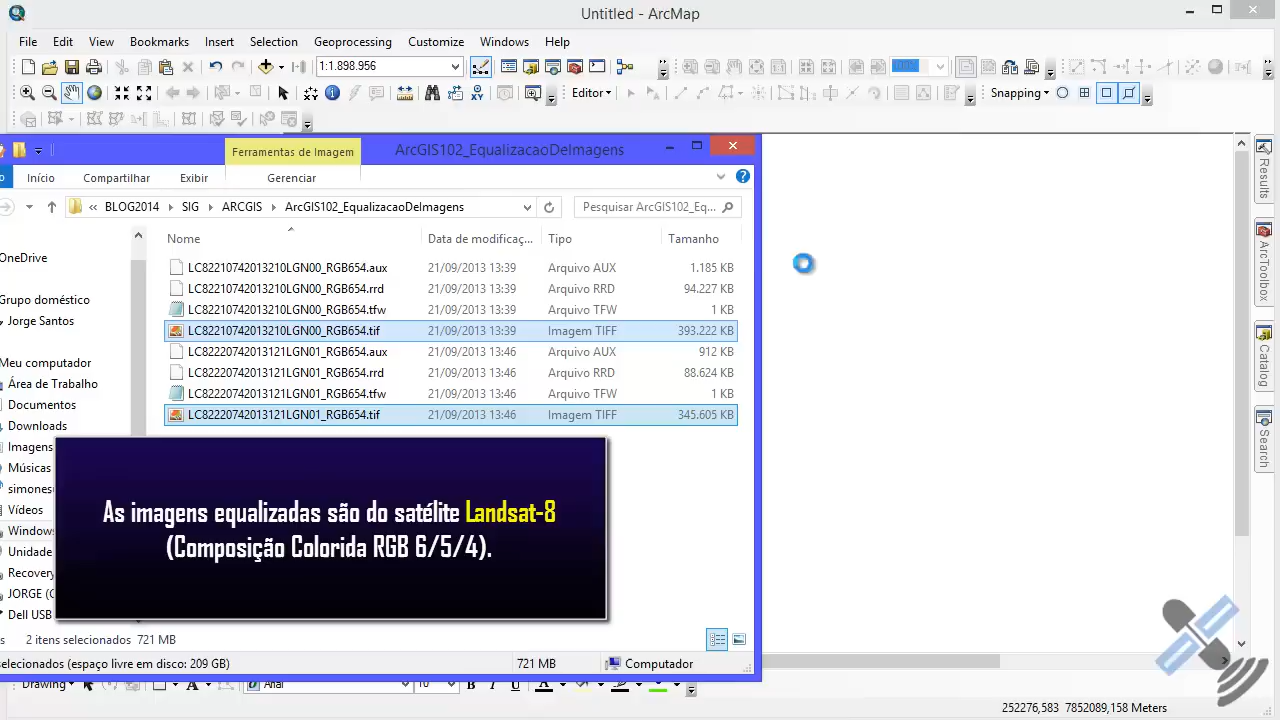 Untitled - ArcMap
File Edit View Bookmarks Insert Selection Geoprocessing Customize Windows Help
1:1.898.956
Editor Snapping
Ferramentas de Imagem ArcGIS102_EqualizacaoDeImagens
Início Compartilhar Exibir Gerenciar
BLOG2014 SIG ARCGIS ArcGIS102_EqualizacaoDeImagens Pesquisar ArcGIS102_Eq...
Nome Data de modificaç... Tipo Tamanho
LC82210742013210LGN00_RGB654.aux 21/09/2013 13:39 Arquivo AUX 1.185 KB
LC82210742013210LGN00_RGB654.rrd 21/09/2013 13:39 Arquivo RRD 94.227 KB
LC82210742013210LGN00_RGB654.tfw 21/09/2013 13:39 Arquivo TFW 1 KB
LC82210742013210LGN00_RGB654.tif 21/09/2013 13:39 Imagem TIFF 393.222 KB
LC82220742013121LGN01_RGB654.aux 21/09/2013 13:46 Arquivo AUX 912 KB
LC82220742013121LGN01_RGB654.rrd 21/09/2013 13:46 Arquivo RRD 88.624 KB
LC82220742013121LGN01_RGB654.tfw 21/09/2013 13:46 Arquivo TFW 1 KB
LC82220742013121LGN01_RGB654.tif 21/09/2013 13:46 Imagem TIFF 345.605 KB
OneDrive
Grupo doméstico
Jorge Santos
Meu computador
Área de Trabalho
Documentos
Downloads
Imagens
Músicas
simonesu
Vídeos
Windows
Unidade
Recovery
JORGE (
Dell USB
As imagens equalizadas são do satélite Landsat-8
(Composição Colorida RGB 6/5/4).
s 2 itens selecionados 721 MB
selecionados (espaço livre em disco: 209 GB) 721 MB Computador
Drawing A Arial 10 B I U A
252276,583 7852089,158 Meters
Results
ArcToolbox
Catalog
Search